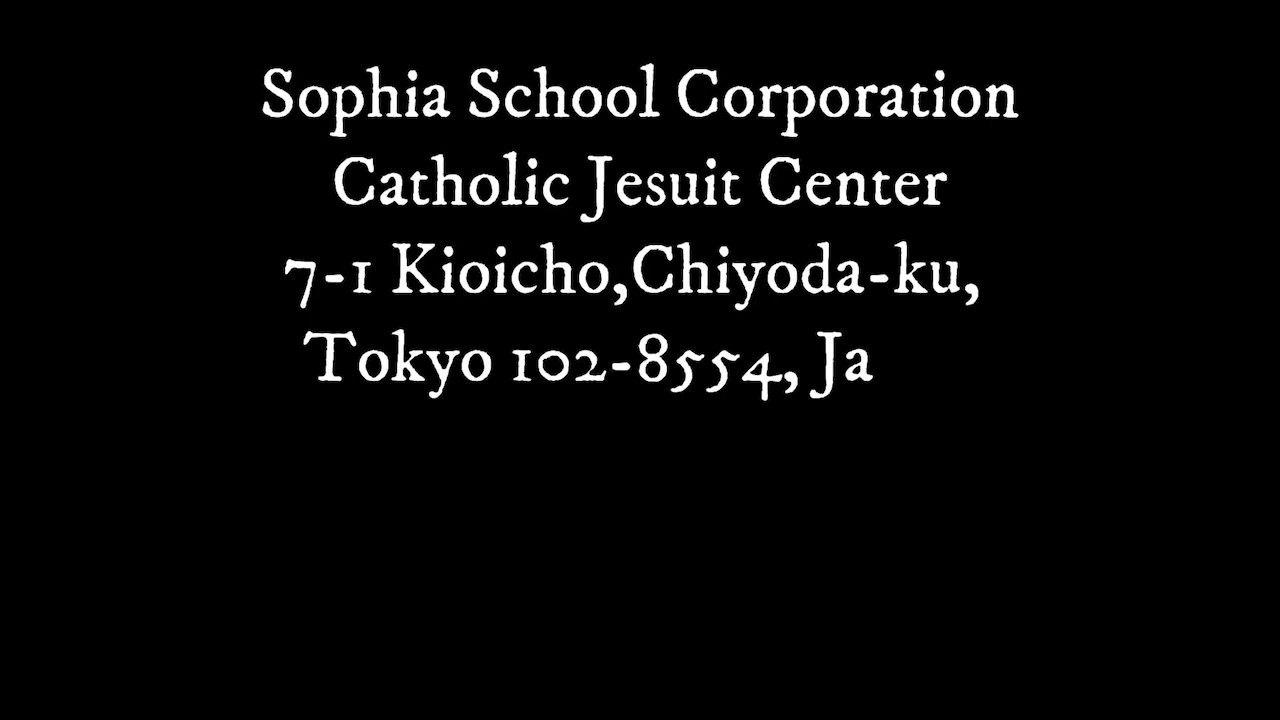 Sophia School Corporation
Catholic Jesuit Center
7-1 Kioicho,Chiyoda-ku,
Tokyo 102-8554, Ja